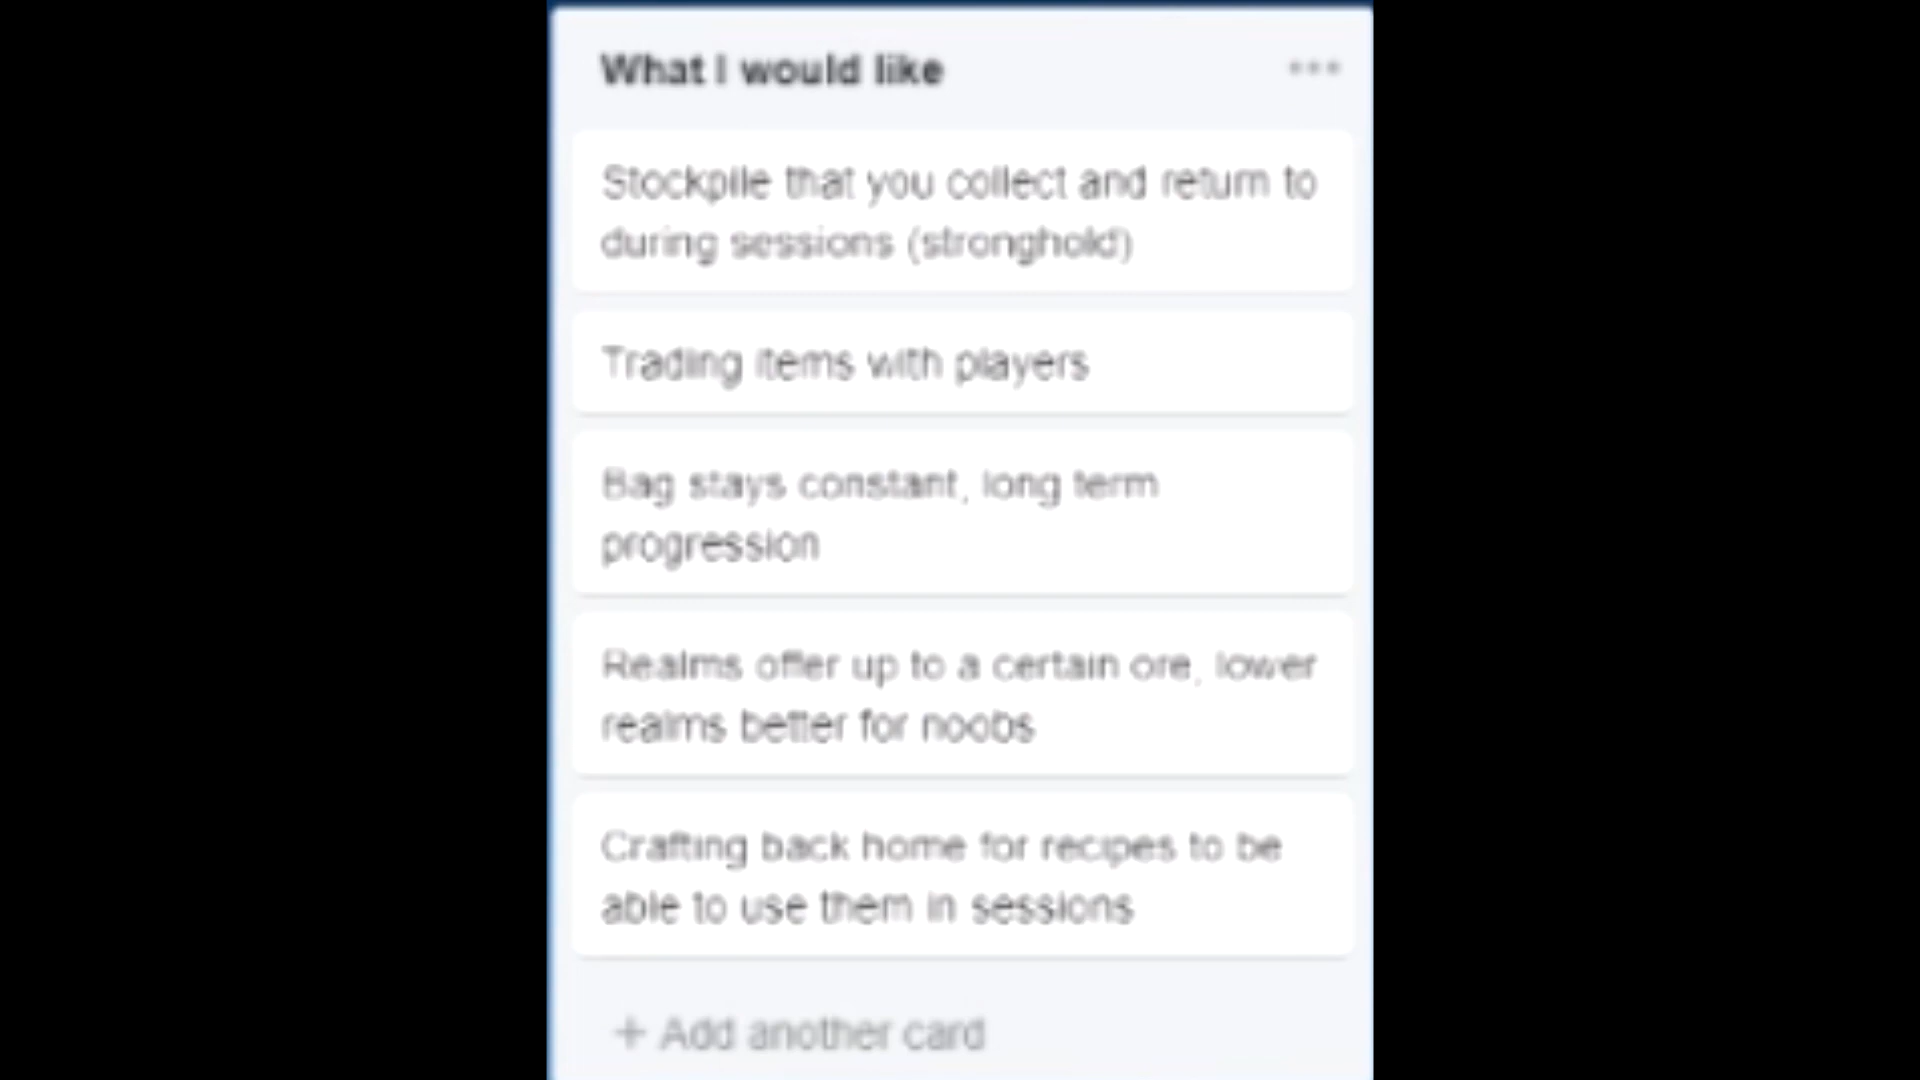 What I would like
Stockpile that you collect and return to
during sessions (stronghold)
Trading items with players
Bag stays constant, long term
progression
Realms offer up to a certain ore, lower
realms better for noobs
Crafting back home for recipes to be
able to use them in sessions
+ Add another card